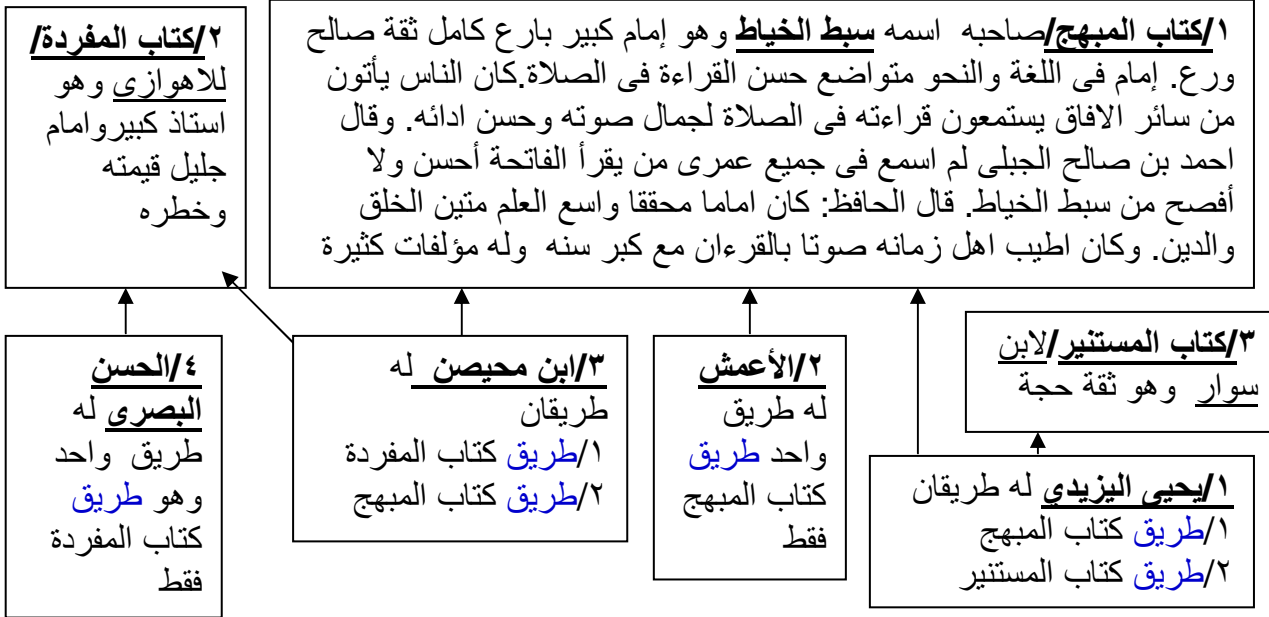 ١/كتاب المبهج/صاحبه اسمه سبط الخياط وهو إمام كبير بارع كامل ثقة صالح
ورع. إمام فى اللغة والنحو متواضع حسن القراءة فى الصلاة.كان الناس يأتون
من سائر الافاق يستمعون قراءته فى الصلاة لجمال صوته وحسن ادائه. وقال
احمد بن صالح الجبلى لم اسمع فى جميع عمرى من يقرأ الفاتحة أحسن ولا
أفصح من سبط الخياط. قال الحافظ: كان اماما محققا واسع العلم متين الخلق
والدين. وكان اطيب اهل زمانه صوتا بالقرءان مع كبر سنه وله مؤلفات كثيرة
٢/كتاب المفردة/
للاهوازى وهو
استاذ كبيروامام
جليل قيمته
وخطره
٣/كتاب المستنير/لابن
سوار وهو ثقة حجة
١/يحيى اليزيدي له طريقان
١/طريق كتاب المبهج
٢/طريق كتاب المستنير
٢/الأعمش
له طريق
واحد طريق
كتاب المبهج
فقط
٣/ابن محيصن له
طريقان
١/طريق كتاب المفردة
٢/طريق كتاب المبهج
٤/الحسن
البصرى له
طريق واحد
وهو طريق
كتاب المفردة
فقط